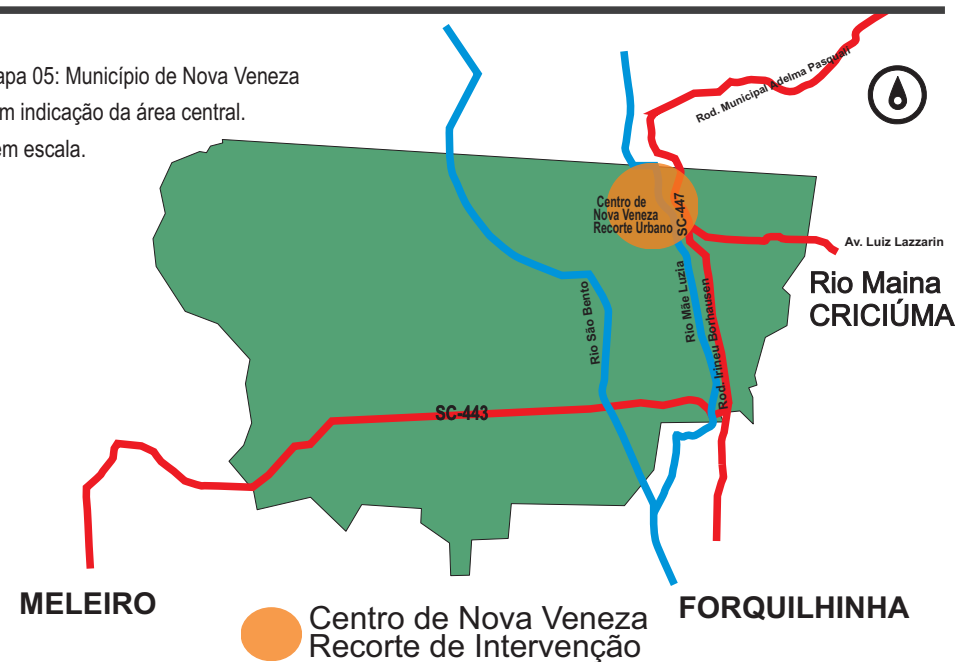 apa 05: Município de Nova Veneza
m indicação da área central.
em escala.
Rod. Municipal Adelma Pasquali
Centro de
Nova Veneza
Recorte Urbano
SC-447
Av. Luiz Lazzarin
Rio Maina
CRICIÚMA
Rio São Bento
Rio Mãe Luzia
Rod. Irineu Borhausen
SC-443
MELEIRO
FORQUILHINHA
Centro de Nova Veneza
Recorte de Intervenção